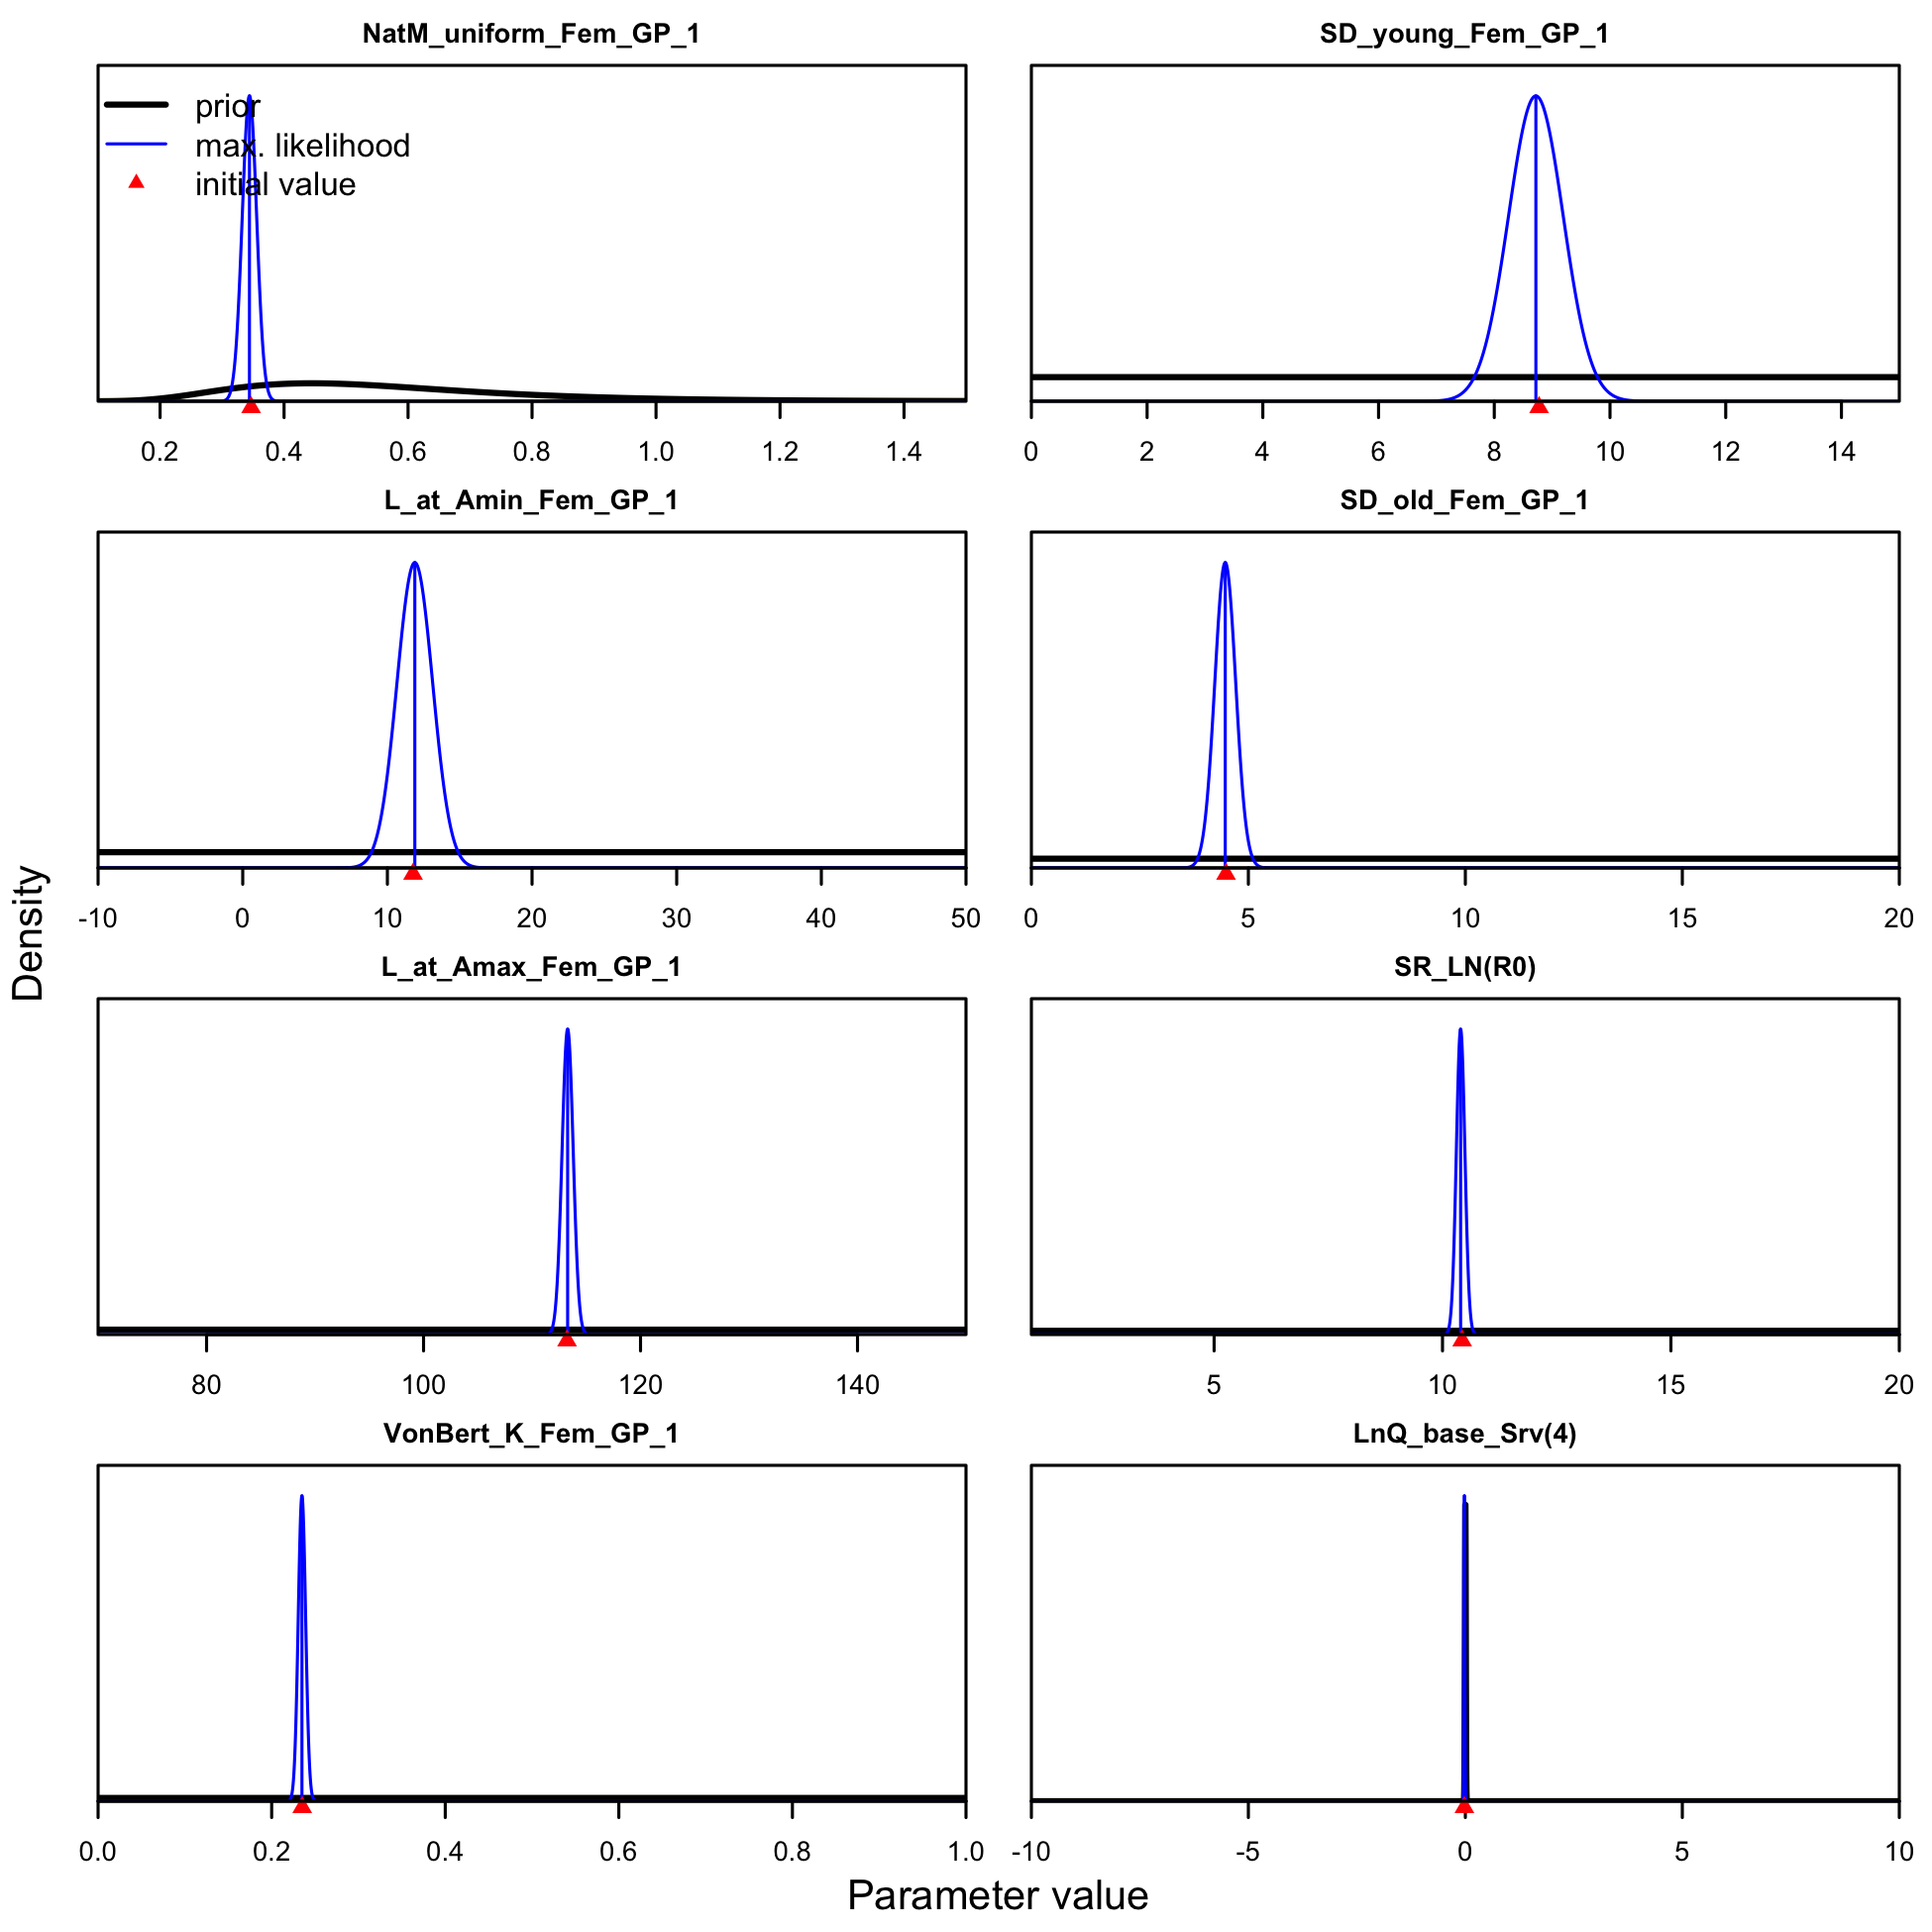 NatM_uniform_Fem_GP_1
prior
max. likelihood
initial value
0.2 0.4 0.6 0.8 1.0 1.2 1.4
SD_young_Fem_GP_1
0 2 4 6 8 10 12 14
L_at_Amin_Fem_GP_1
-10 0 10 20 30 40 50
SD_old_Fem_GP_1
0 5 10 15 20
L_at_Amax_Fem_GP_1
80 100 120 140
SR_LN(R0)
5 10 15 20
VonBert_K_Fem_GP_1
0.0 0.2 0.4 0.6 0.8 1.0
LnQ_base_Srv(4)
-10 -5 0 5 10
Density
Parameter value